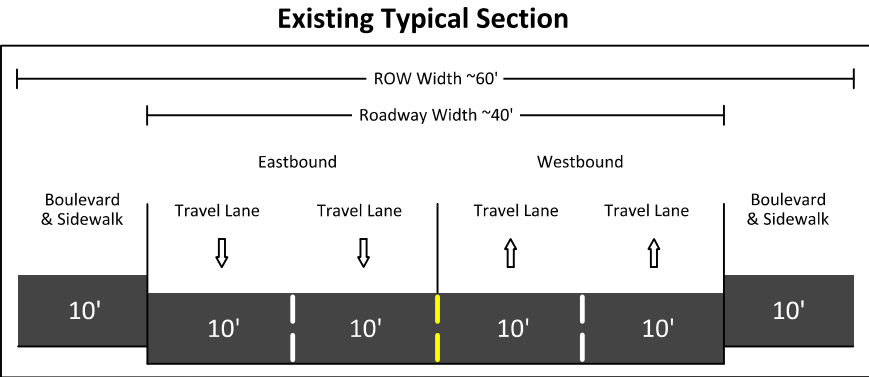 Existing Typical Section
ROW Width ~60'
Roadway Width ~40'
Eastbound
Westbound
Boulevard
& Sidewalk
Travel Lane
Travel Lane
Travel Lane
Travel Lane
Boulevard
& Sidewalk
10'
10'
10'
10'
10'
10'